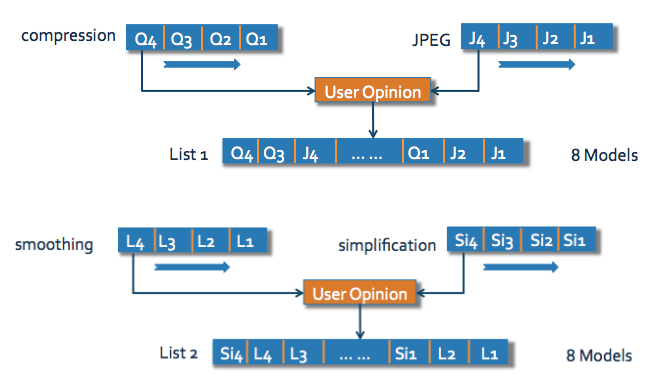 compression Q4 Q3 Q2 Q1 JPEG J4 J3 J2 J1
User Opinion
List 1 Q4 Q3 J4 ... ... Q1 J2 J1 8 Models
smoothing L4 L3 L2 L1 simplification Si4 Si3 Si2 Si1
User Opinion
List 2 Si4 L4 L3 ... ... Si1 L2 L1 8 Models